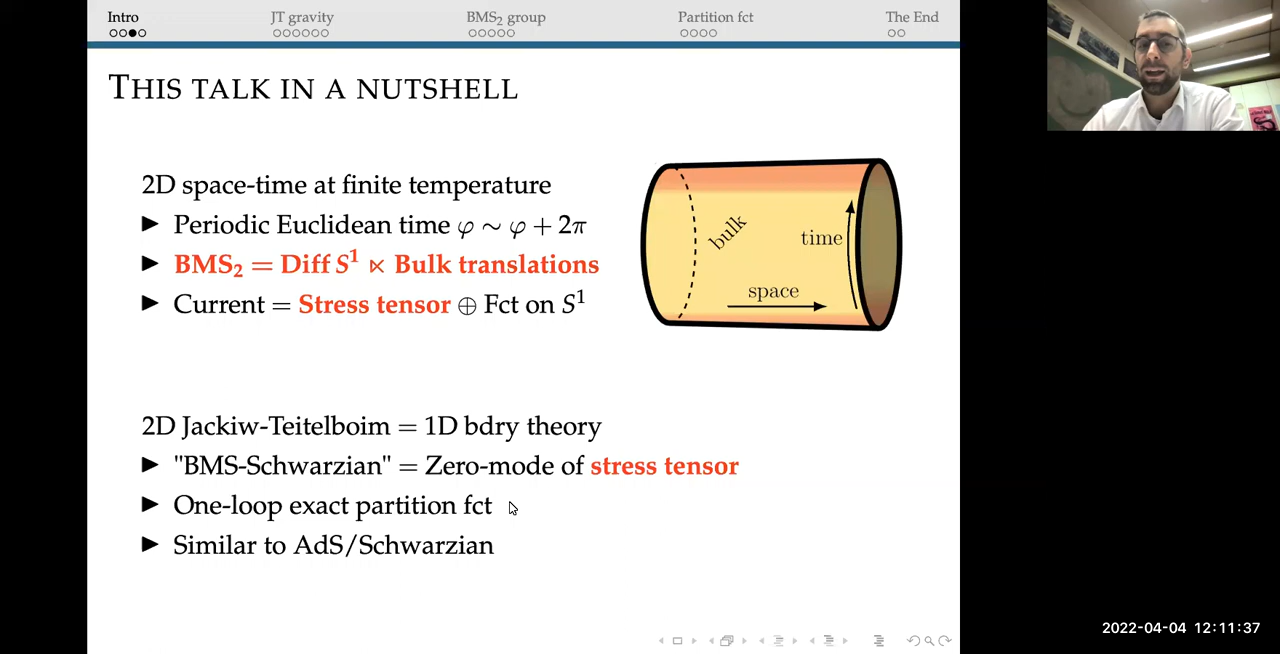 Intro JT gravity BMS₂ group Partition fct The End
THIS TALK IN A NUTSHELL
2D space-time at finite temperature
► Periodic Euclidean time φ ∼ φ + 2π
► BMS₂ = Diff S¹ ⋉ Bulk translations
► Current = Stress tensor ⊕ Fct on S¹
bulk
time
space
2D Jackiw-Teitelboim = 1D bdry theory
► "BMS-Schwarzian" = Zero-mode of stress tensor
► One-loop exact partition fct
► Similar to AdS/Schwarzian
2022-04-04 12:11:37